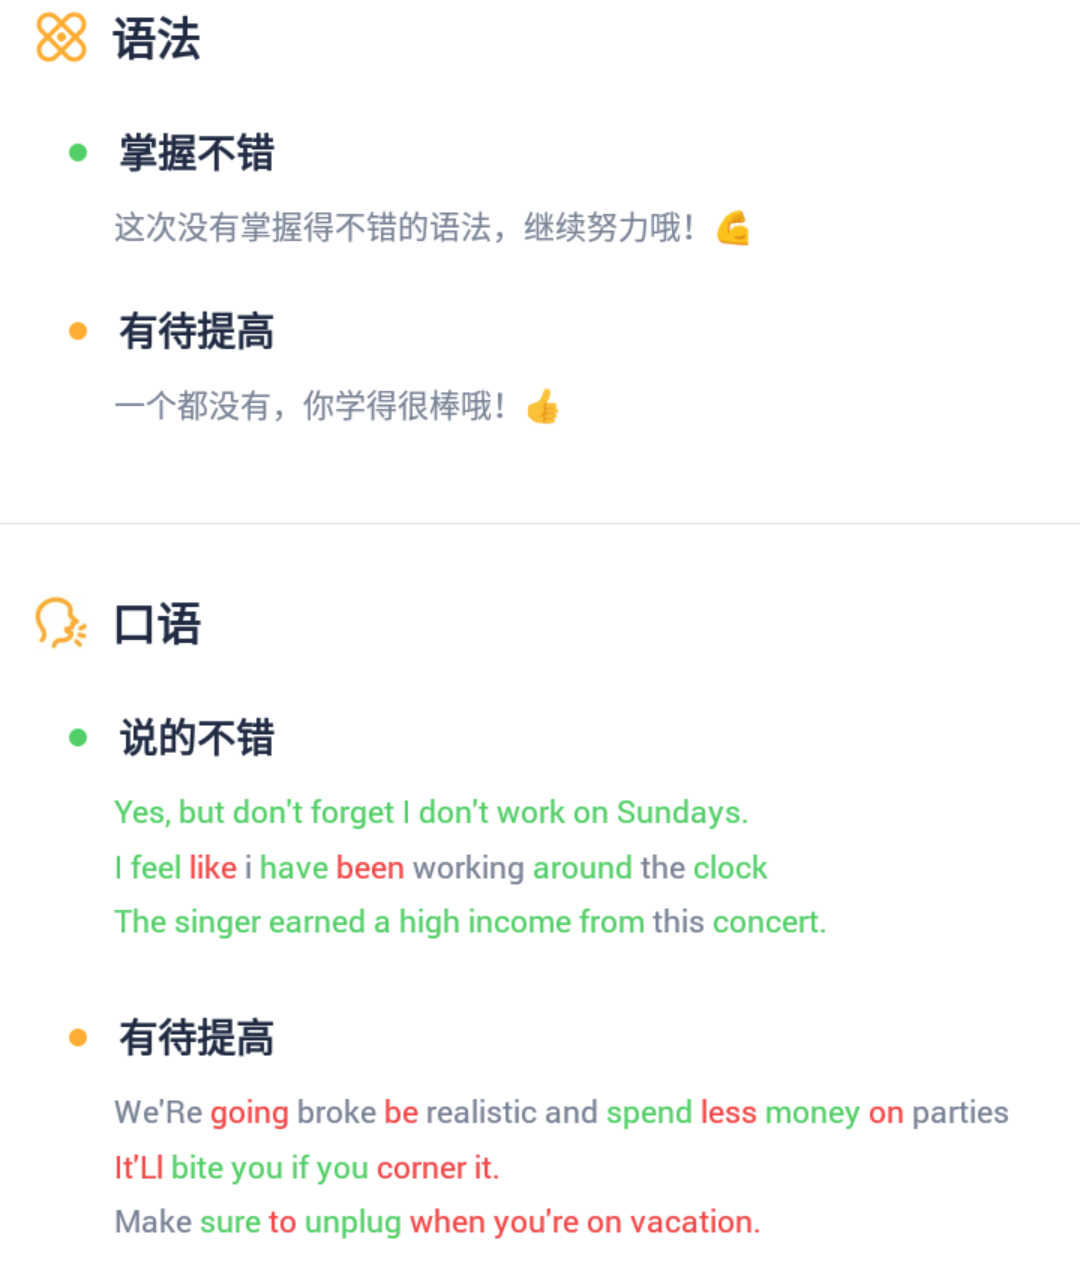 语法
掌握不错
这次没有掌握得不错的语法，继续努力哦！💪
有待提高
一个都没有，你学得很棒哦！👍
口语
说的不错
Yes, but don't forget I don't work on Sundays.
I feel like i have been working around the clock
The singer earned a high income from this concert.
有待提高
We'Re going broke be realistic and spend less money on parties
It'Ll bite you if you corner it.
Make sure to unplug when you're on vacation.